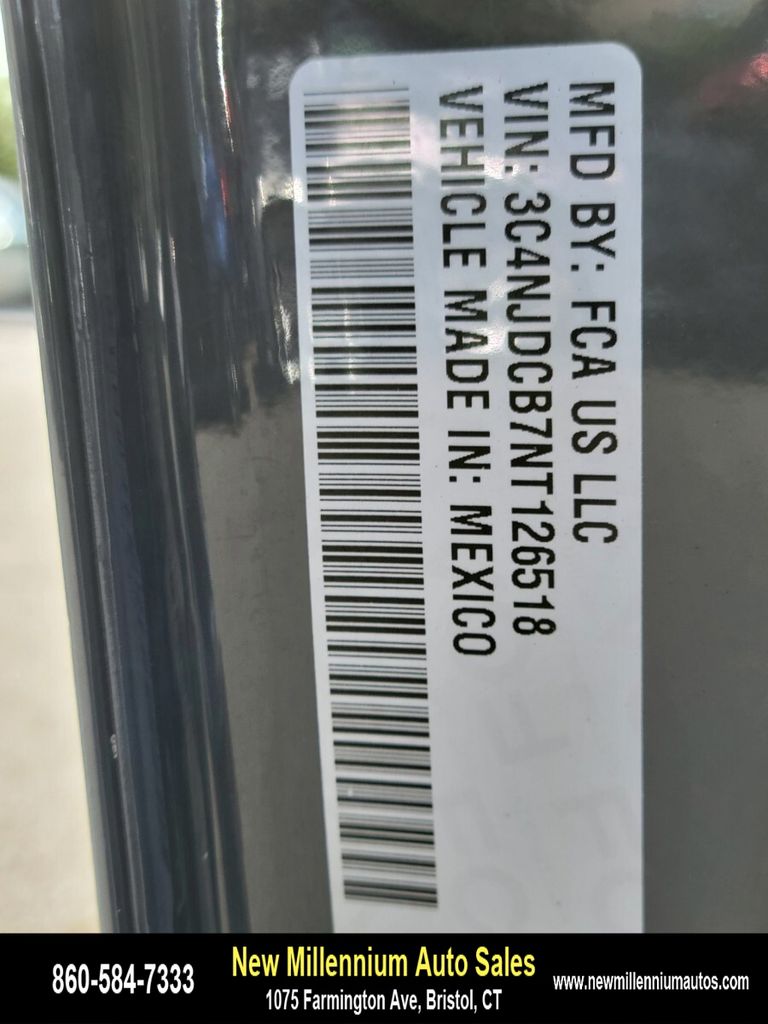 MFD BY: FCA US LLC
VIN: 3C4NJDCB7NT126518
VEHICLE MADE IN: MEXICO
860-584-7333
New Millennium Auto Sales
1075 Farmington Ave, Bristol, CT
www.newmillenniumautos.com